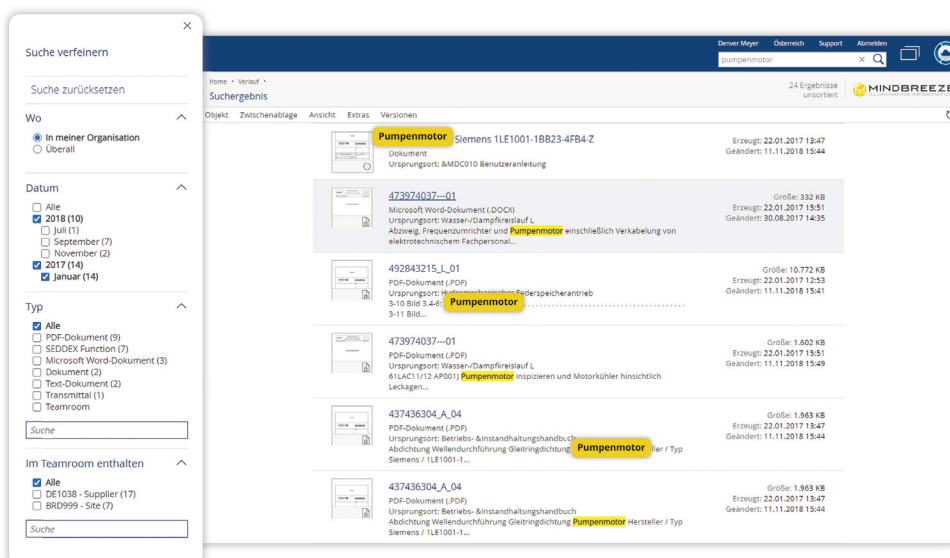 Suche verfeinern
Suche zurücksetzen
Wo
In meiner Organisation
Überall
Datum
Alle
2018 (10)
Juli (1)
September (7)
November (2)
2017 (14)
Januar (14)
Typ
Alle
PDF-Dokument (9)
SEDDEX Function (7)
Microsoft Word-Dokument (3)
Dokument (2)
Text-Dokument (2)
Transmittal (1)
Teamroom
Suche
Im Teamroom enthalten
Alle
DE1038 - Supplier (17)
BRD999 - Site (7)
Suche
Denver Meyer Österreich Support Abmelden
pumpenmotor
Home • Verlauf •
Suchergebnis
24 Ergebnisse
unsortiert
MINDBREEZE
Objekt Zwischenablage Ansicht Extras Versionen
Pumpenmotor Siemens 1LE1001-1BB23-4FB4-Z
Dokument
Ursprungsort: &MDC010 Benutzeranleitung
Erzeugt: 22.01.2017 13:47
Geändert: 11.11.2018 15:44
473974037---01
Microsoft Word-Dokument (.DOCX)
Ursprungsort: Wasser-/Dampfkreislauf L
Abzweig, Frequenzumrichter und Pumpenmotor einschließlich Verkabelung von
elektrotechnischem Fachpersonal...
Größe: 332 KB
Erzeugt: 22.01.2017 15:51
Geändert: 30.08.2017 14:35
492843215_L_01
PDF-Dokument (.PDF)
Ursprungsort: Hydromechanischer Federspeicherantrieb
3-10 Bild 3.4-6: Pumpenmotor
3-11 Bild...
Größe: 10.772 KB
Erzeugt: 22.01.2017 12:53
Geändert: 11.11.2018 15:41
473974037---01
PDF-Dokument (.PDF)
Ursprungsort: Wasser-/Dampfkreislauf L
61LAC11/12 AP001) Pumpenmotor inspizieren und Motorkühler hinsichtlich
Leckagen...
Größe: 1.602 KB
Erzeugt: 22.01.2017 15:51
Geändert: 11.11.2018 15:49
437436304_A_04
PDF-Dokument (.PDF)
Ursprungsort: Betriebs- &Instandhaltungshandbuch
Abdichtung Wellendurchführung Gleitringdichtung Pumpenmotor ller / Typ
Siemens / 1LE1001-1...
Größe: 1.963 KB
Erzeugt: 22.01.2017 13:47
Geändert: 11.11.2018 15:44
437436304_A_04
PDF-Dokument (.PDF)
Ursprungsort: Betriebs- &Instandhaltungshandbuch
Abdichtung Wellendurchführung Gleitringdichtung Pumpenmotor Hersteller / Typ
Siemens / 1LE1001-1...
Größe: 1.963 KB
Erzeugt: 22.01.2017 13:47
Geändert: 11.11.2018 15:44